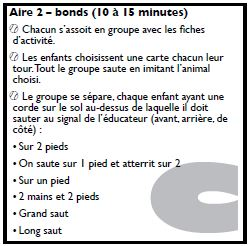 Aire 2 – bonds (10 à 15 minutes)
Chacun s'assoit en groupe avec les fiches
d'activité.
Les enfants choisissent une carte chacun leur
tour. Tout le groupe saute en imitant l'animal
choisi.
Le groupe se sépare, chaque enfant ayant une
corde sur le sol au-dessus de laquelle il doit
sauter au signal de l'éducateur (avant, arrière, de
côté) :
• Sur 2 pieds
• On saute sur 1 pied et atterrit sur 2
• Sur un pied
• 2 mains et 2 pieds
• Grand saut
• Long saut